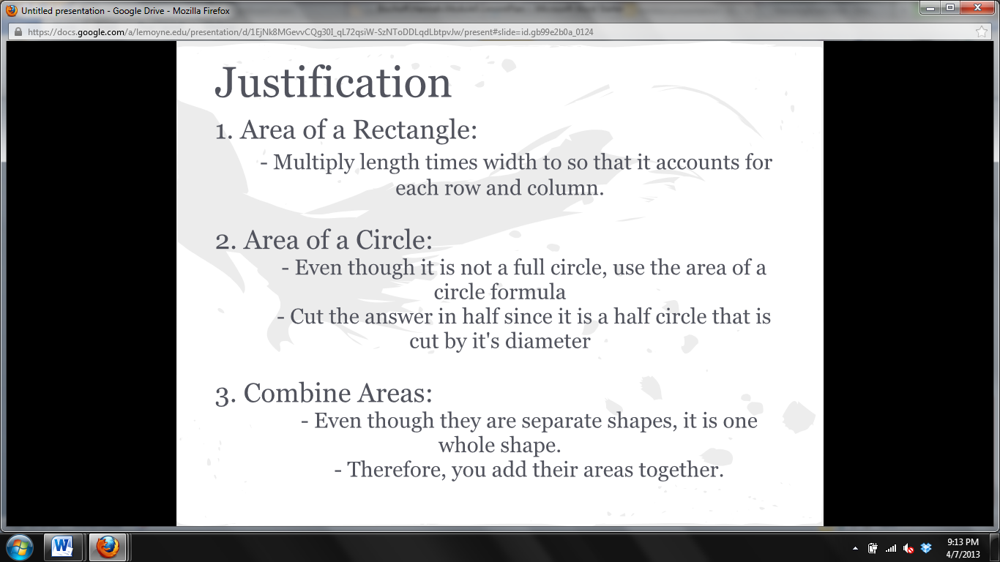 Untitled presentation - Google Drive - Mozilla Firefox
https://docs.google.com/a/lemoyne.edu/presentation/d/1EjNk8MGevvCQg30I_qL72qsiW-SzNToDDLqdLbtpvJw/present#slide=id.gb99e2b0a_0124
Justification
1. Area of a Rectangle:
- Multiply length times width to so that it accounts for
each row and column.
2. Area of a Circle:
- Even though it is not a full circle, use the area of a
circle formula
- Cut the answer in half since it is a half circle that is
cut by it's diameter
3. Combine Areas:
- Even though they are separate shapes, it is one
whole shape.
- Therefore, you add their areas together.
9:13 PM
4/7/2013